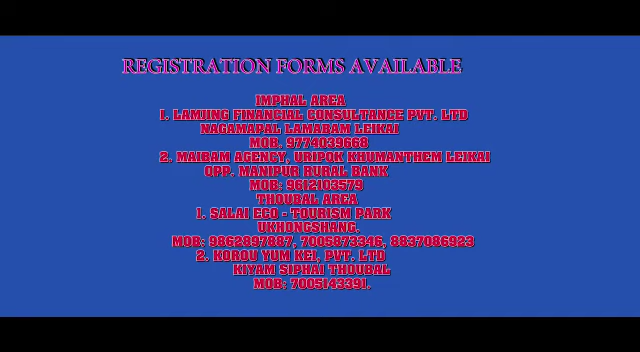 REGISTRATION FORMS AVAILABLE
IMPHAL AREA
1. LAMJING FINANCIAL CONSULTANCE PVT. LTD
NAGAMAPAL LAMABAM LEIKAI
MOB. 9774039668
2. MAIBAM AGENCY, URIPOK KHUMANTHEM LEIKAI
OPP. MANIPUR RURAL BANK
MOB: 9612103579
THOUBAL AREA
1. SALAI ECO - TOURISM PARK
UKHONGSHANG.
MOB: 9862897887, 7005873346, 8837086923
2. KOROU YUM KEI, PVT. LTD
KIYAM SIPHAI THOUBAL
MOB: 7005143391.